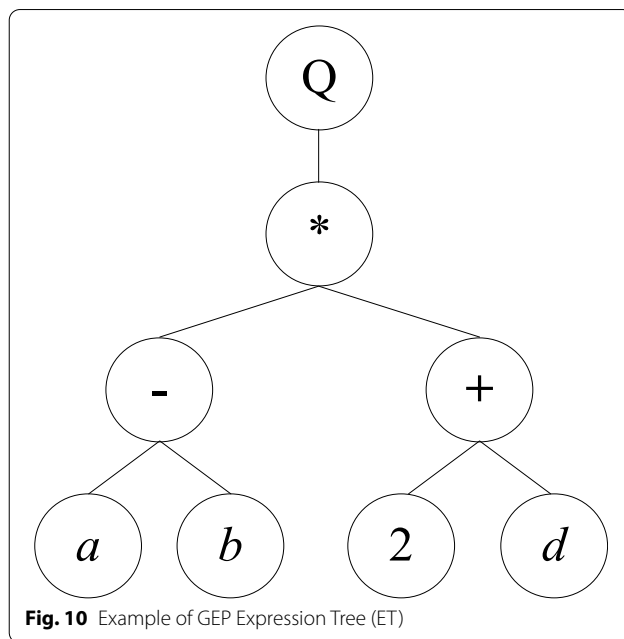 Q
*
- +
a b 2 d
Fig. 10 Example of GEP Expression Tree (ET)